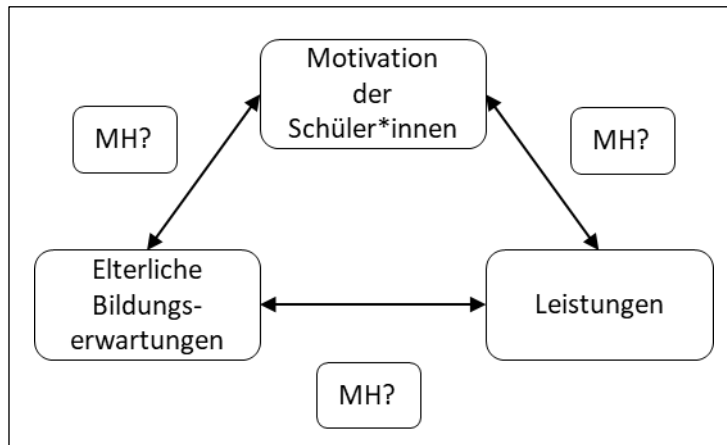 Motivation
der
Schüler*innen
MH?
MH?
Elterliche
Bildungs-
erwartungen
Leistungen
MH?